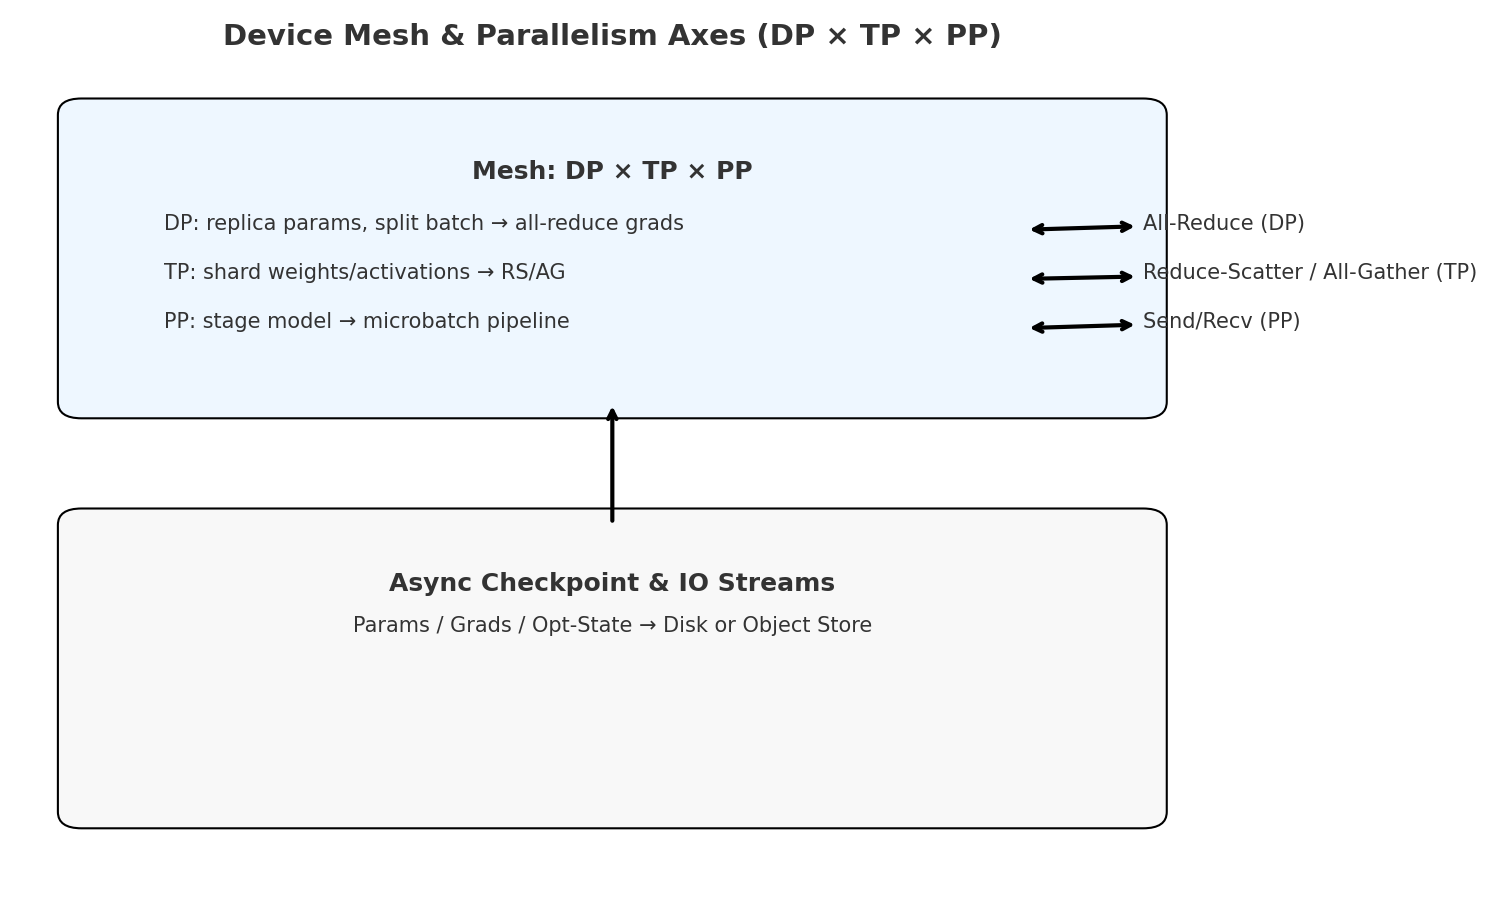 Device Mesh & Parallelism Axes (DP × TP × PP)
Mesh: DP × TP × PP
DP: replica params, split batch → all-reduce grads
All-Reduce (DP)
TP: shard weights/activations → RS/AG
Reduce-Scatter / All-Gather (TP)
PP: stage model → microbatch pipeline
Send/Recv (PP)
Async Checkpoint & IO Streams
Params / Grads / Opt-State → Disk or Object Store